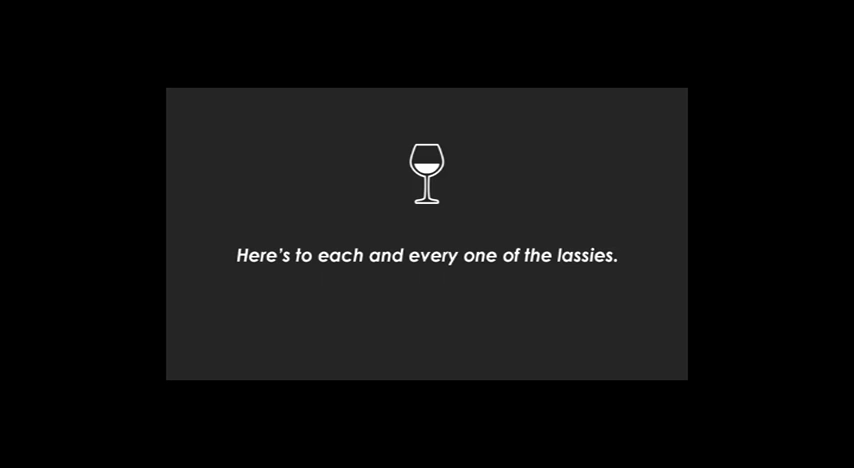 Here’s to each and every one of the lassies.